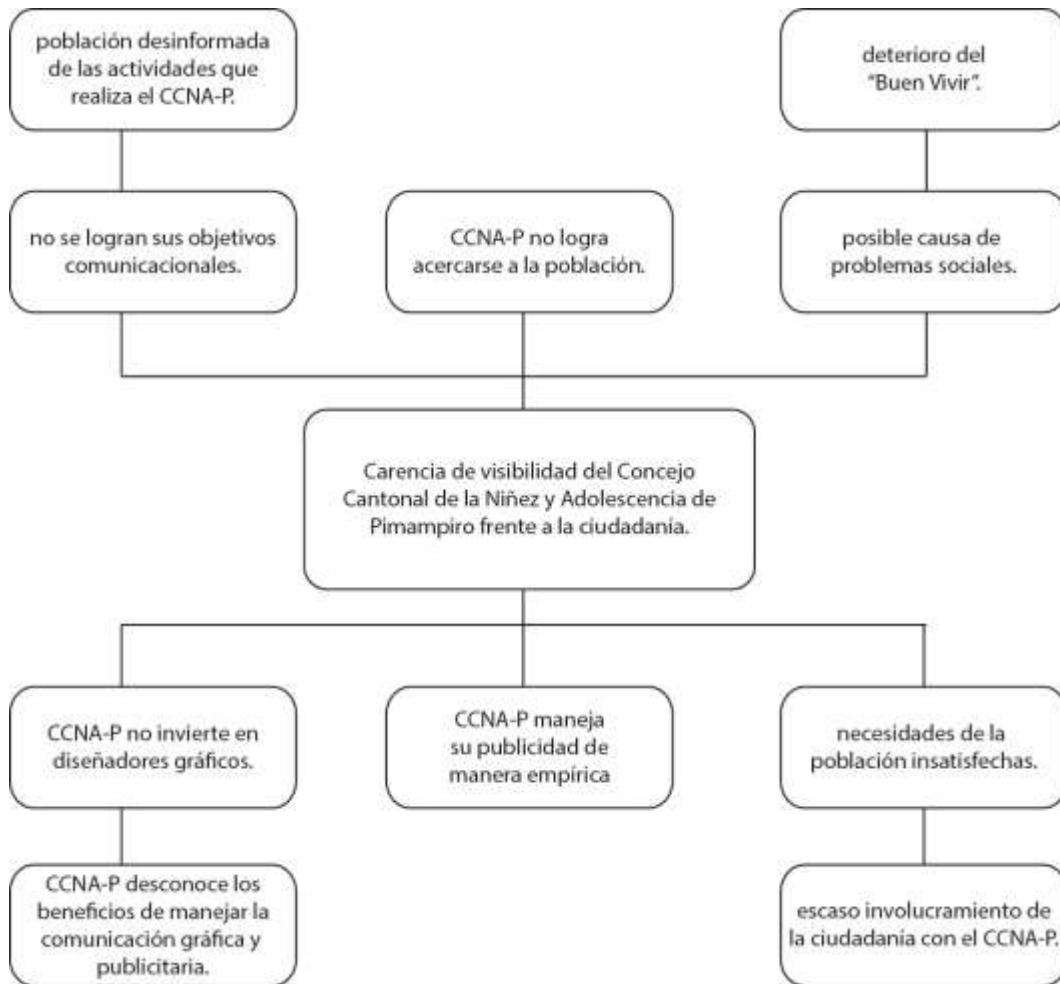 población desinformada
de las actividades que
realiza el CCNA-P.
deterioro del
“Buen Vivir”.
no se logran sus objetivos
comunicacionales.
CCNA-P no logra
acercarse a la población.
posible causa de
problemas sociales.
Carencia de visibilidad del Concejo
Cantonal de la Niñez y Adolescencia de
Pimampiro frente a la ciudadanía.
CCNA-P no invierte en
diseñadores gráficos.
CCNA-P maneja
su publicidad de
manera empírica
necesidades de la
población insatisfechas.
CCNA-P desconoce los
beneficios de manejar la
comunicación gráfica y
publicitaria.
escaso involucramiento de
la ciudadanía con el CCNA-P.